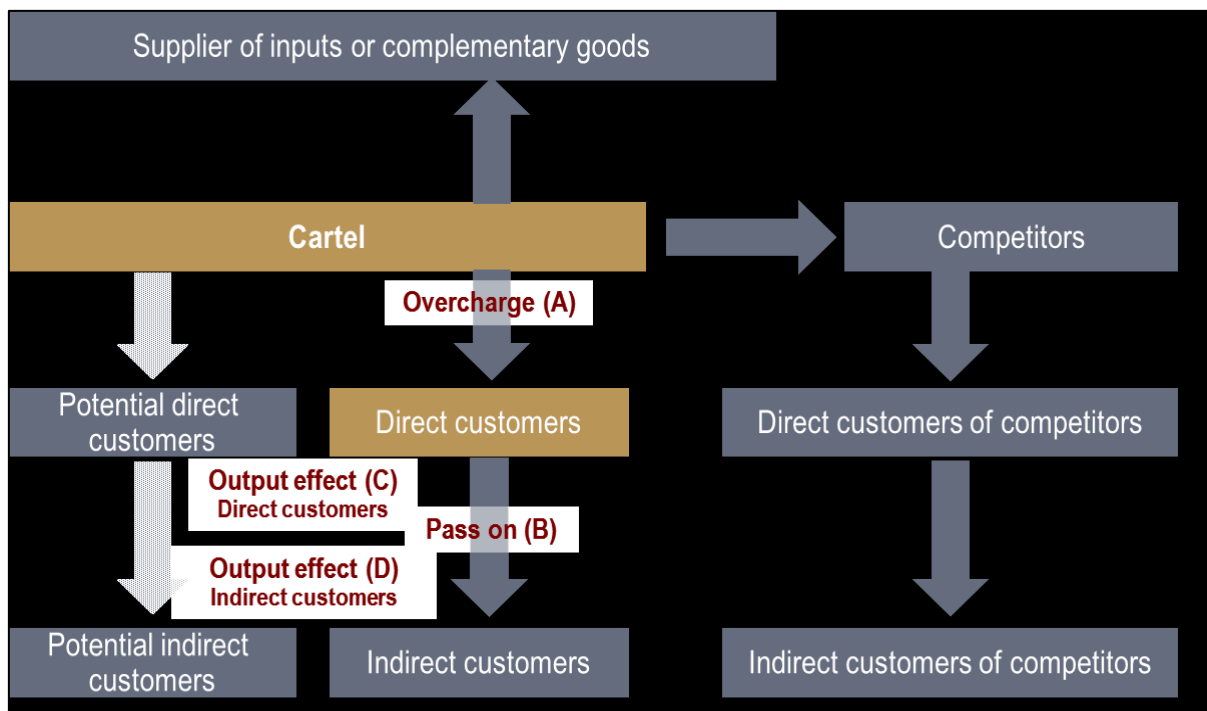 Supplier of inputs or complementary goods
Cartel
Competitors
Overcharge (A)
Potential direct
customers
Direct customers
Direct customers of competitors
Output effect (C)
Direct customers
Pass on (B)
Output effect (D)
Indirect customers
Potential indirect
customers
Indirect customers
Indirect customers of competitors